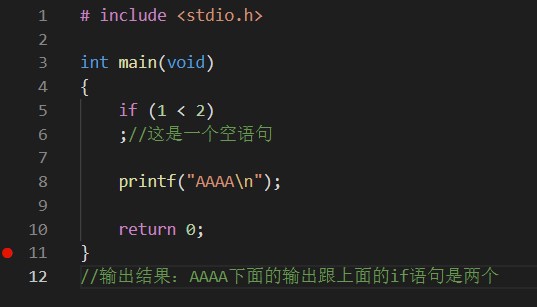 1 # include <stdio.h>
2
3 int main(void)
4 {
5 if (1 < 2)
6 ;//这是一个空语句
7
8 printf("AAAA\n");
9
10 return 0;
11 }
12 //输出结果：AAAA下面的输出跟上面的if语句是两个